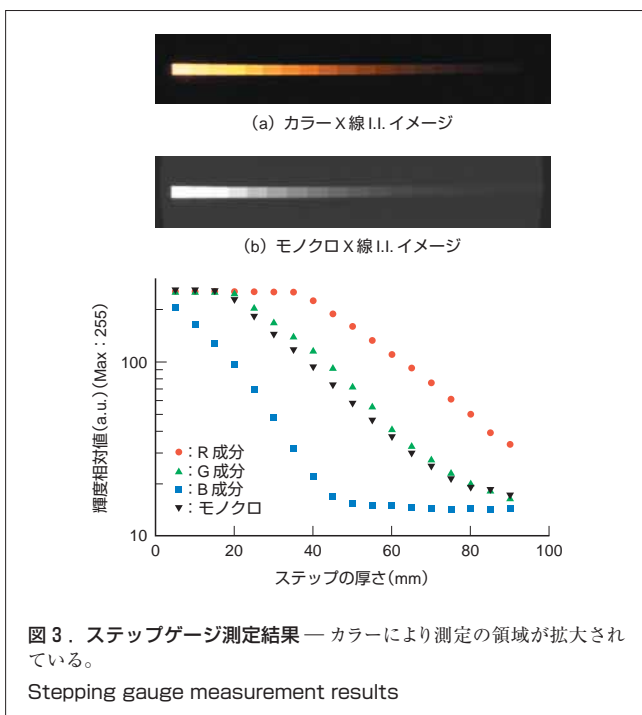 (a) カラーX線I.I.イメージ
(b) モノクロX線I.I.イメージ
輝度相対値(a.u.)(Max:255)
100
10
●:R 成分
▲:G 成分
■:B 成分
▼:モノクロ
0 20 40 60 80 100
ステップの厚さ(mm)
図3.ステップゲージ測定結果 — カラーにより測定の領域が拡大され
ている。
Stepping gauge measurement results